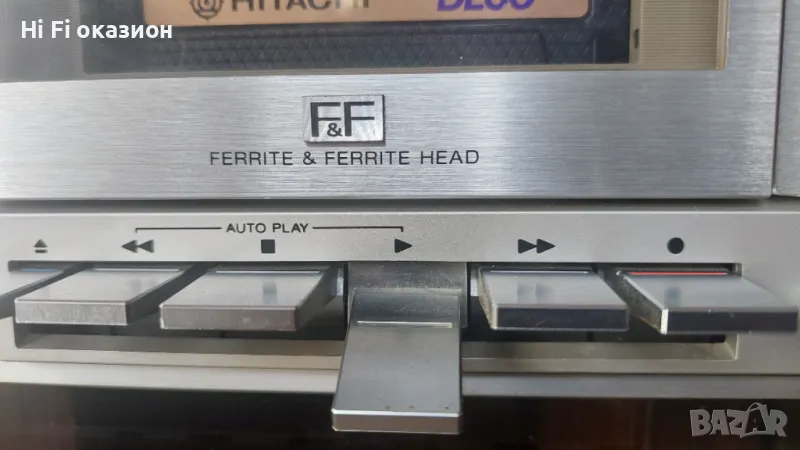 Hi Fi оказион
HITACHI
F&F
FERRITE & FERRITE HEAD
AUTO PLAY
BAZAR